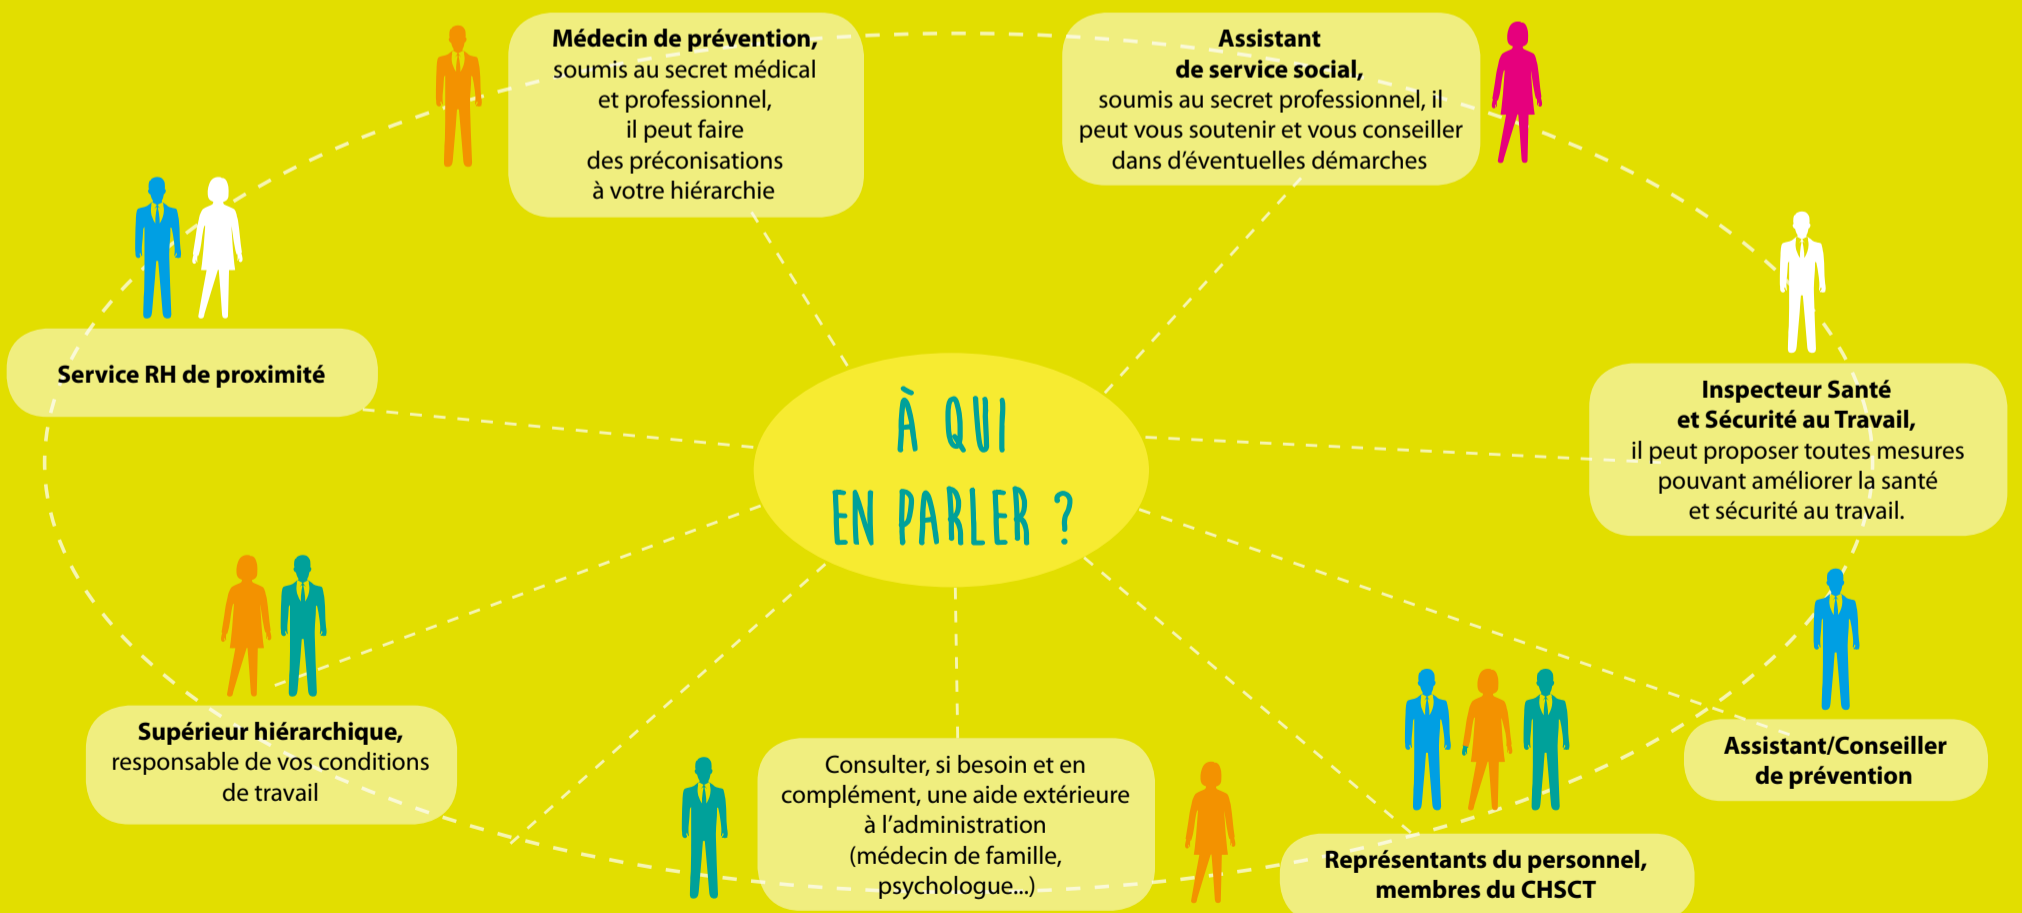 Médecin de prévention,
soumis au secret médical
et professionnel,
il peut faire
des préconisations
à votre hiérarchie
Assistant
de service social,
soumis au secret professionnel, il
peut vous soutenir et vous conseiller
dans d'éventuelles démarches
Service RH de proximité
À QUI
EN PARLER ?
Inspecteur Santé
et Sécurité au Travail,
il peut proposer toutes mesures
pouvant améliorer la santé
et sécurité au travail.
Supérieur hiérarchique,
responsable de vos conditions
de travail
Consulter, si besoin et en
complément, une aide extérieure
à l'administration
(médecin de famille,
psychologue...)
Assistant/Conseiller
de prévention
Représentants du personnel,
membres du CHSCT